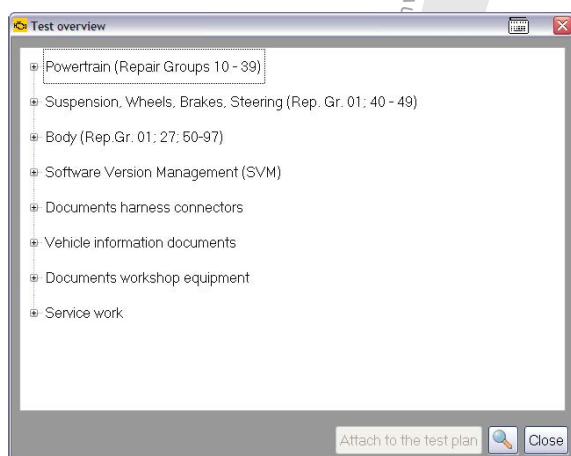 Test overview
Powertrain (Repair Groups 10 - 39)
Suspension, Wheels, Brakes, Steering (Rep. Gr. 01; 40 - 49)
Body (Rep.Gr. 01; 27; 50-97)
Software Version Management (SVM)
Documents harness connectors
Vehicle information documents
Documents workshop equipment
Service work
Attach to the test plan
Close